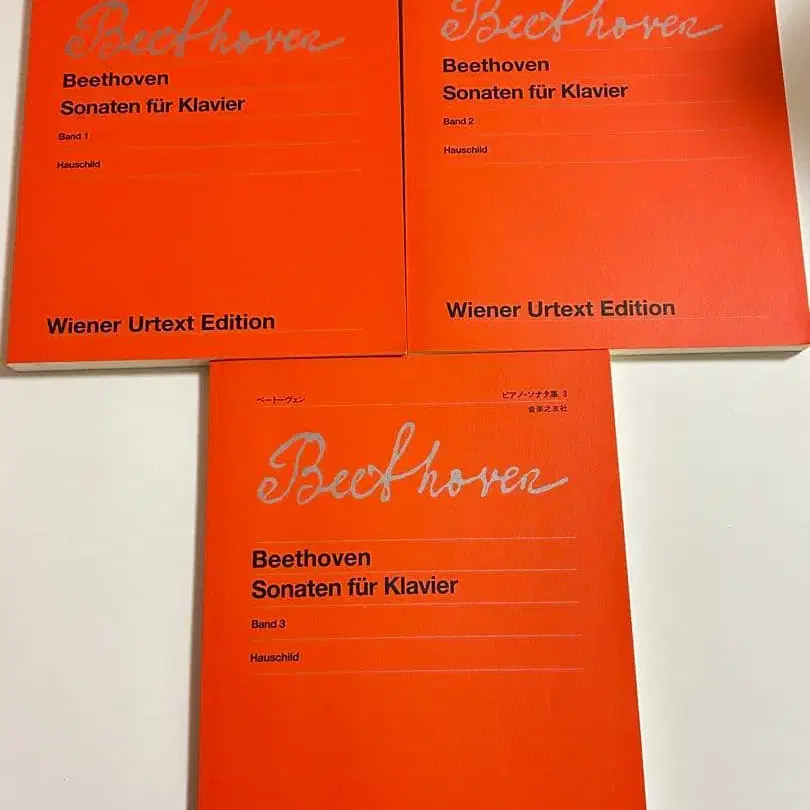 Beethoven
Beethoven
Sonaten für Klavier
Band 1
Hauschild
Wiener Urtext Edition
Beethoven
Beethoven
Sonaten für Klavier
Band 2
Hauschild
Wiener Urtext Edition
ベートーヴェン
ピアノ・ソナタ集 3
音楽之友社
Beethoven
Beethoven
Sonaten für Klavier
Band 3
Hauschild